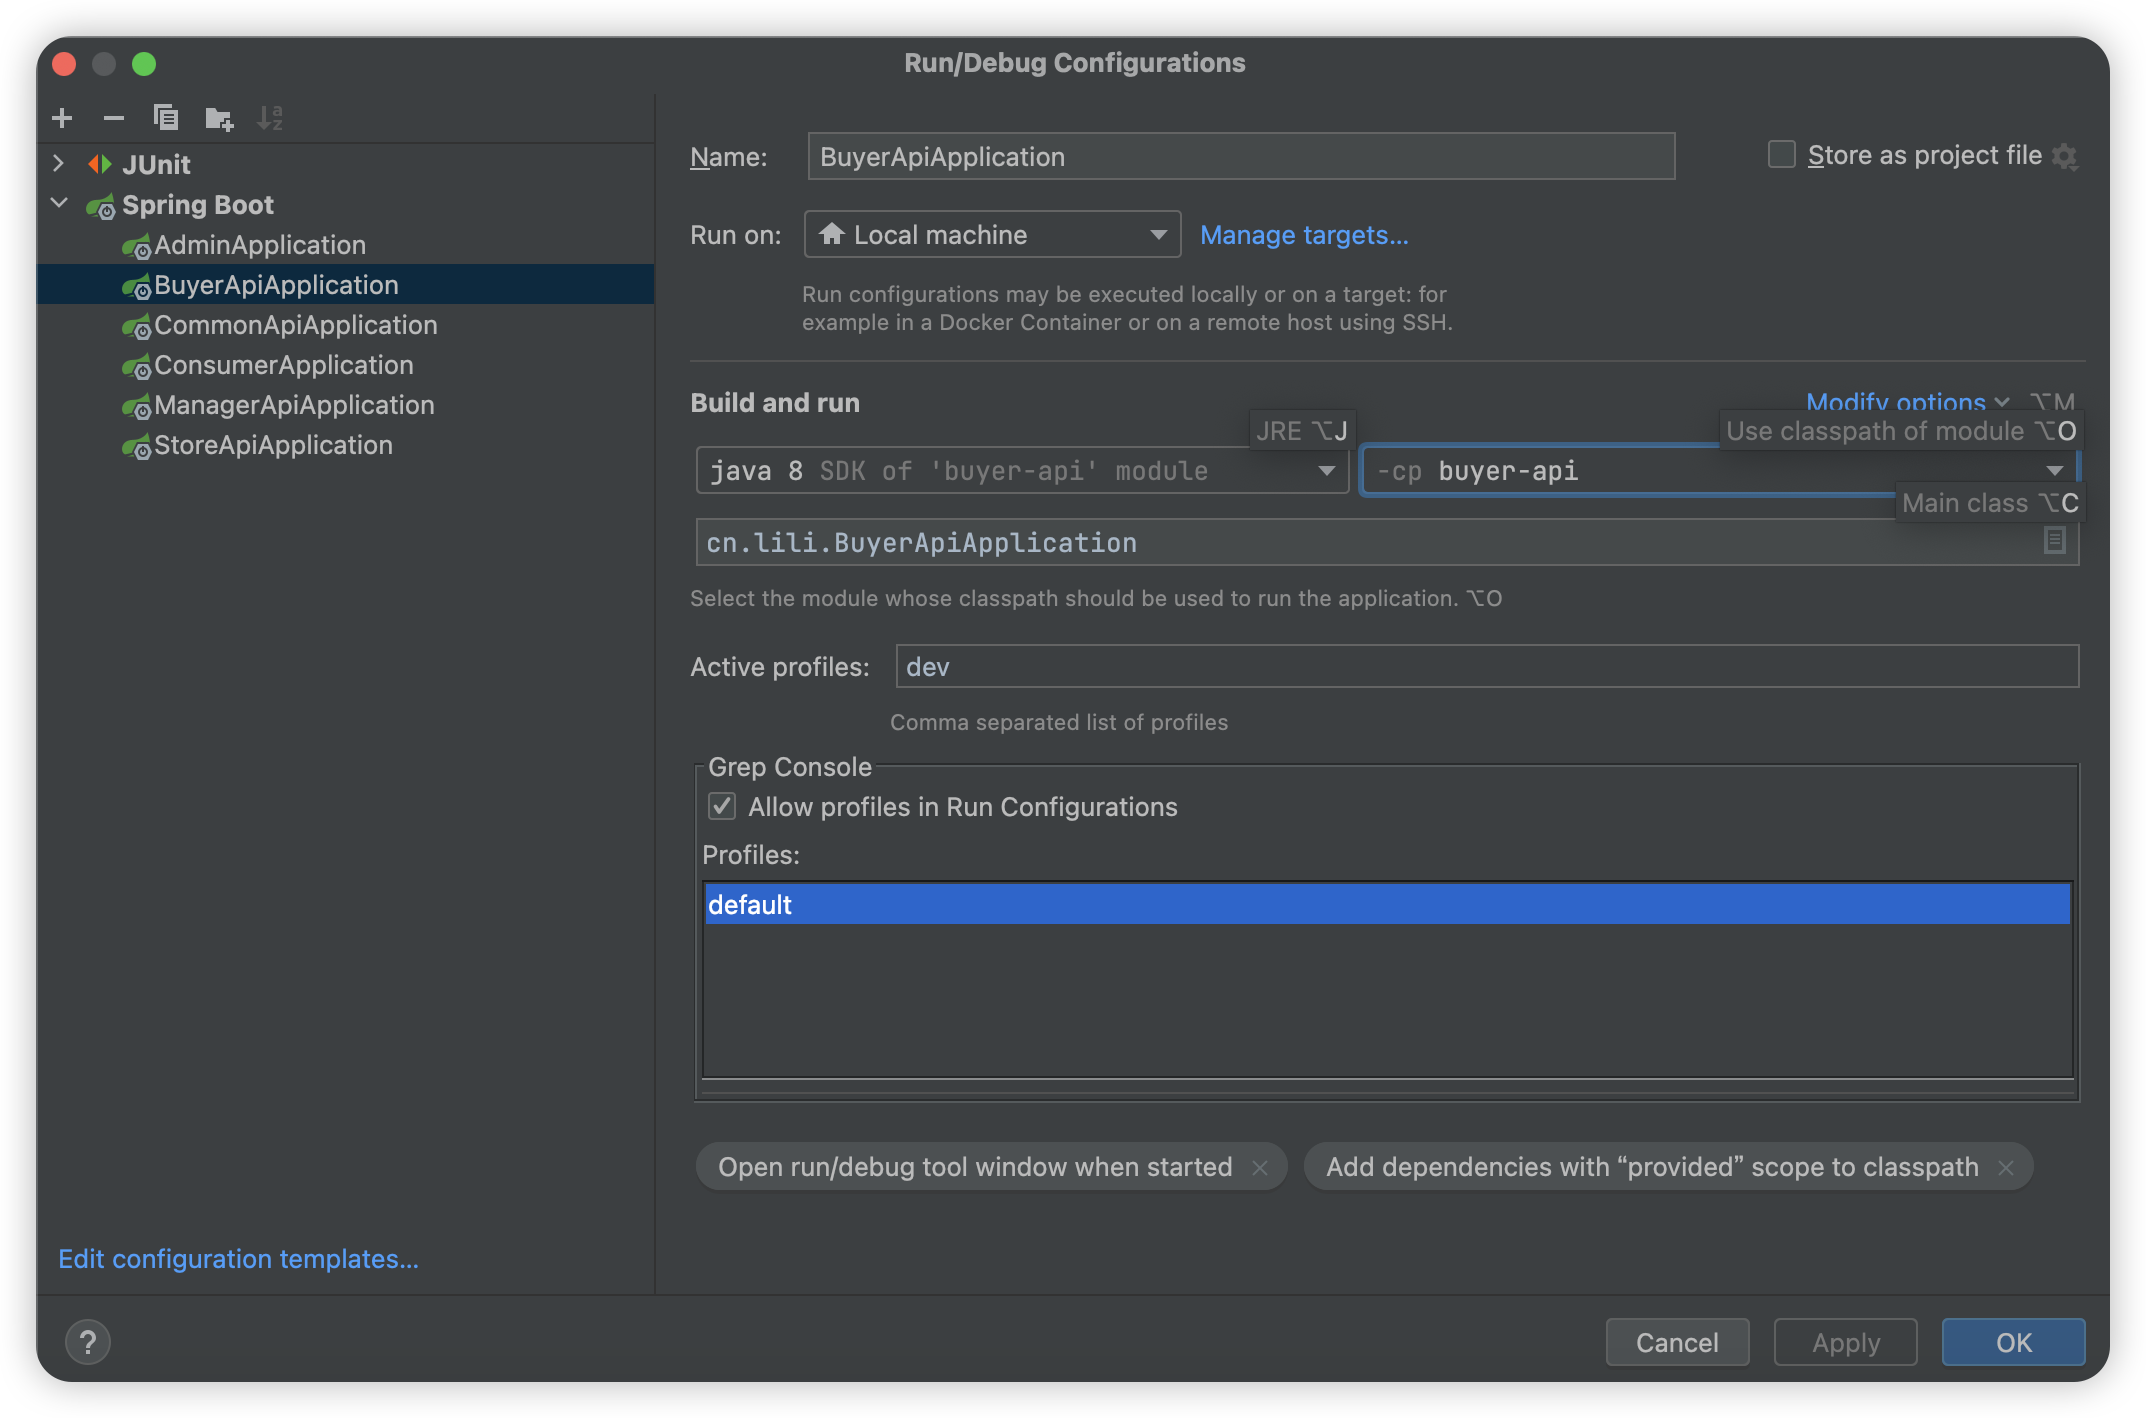 Run/Debug Configurations
JUnit
Spring Boot
AdminApplication
BuyerApiApplication
CommonApiApplication
ConsumerApplication
ManagerApiApplication
StoreApiApplication
Edit configuration templates...
Name: BuyerApiApplication
Store as project file
Run on: Local machine
Manage targets...
Run configurations may be executed locally or on a target: for
example in a Docker Container or on a remote host using SSH.
Build and run
Modify options ⌥M
JRE ⌥J
Use classpath of module ⌥O
java 8 SDK of 'buyer-api' module
-cp buyer-api
Main class ⌥C
cn.lili.BuyerApiApplication
Select the module whose classpath should be used to run the application. ⌥O
Active profiles: dev
Comma separated list of profiles
Grep Console
Allow profiles in Run Configurations
Profiles:
default
Open run/debug tool window when started ×
Add dependencies with “provided” scope to classpath ×
?
Cancel
Apply
OK